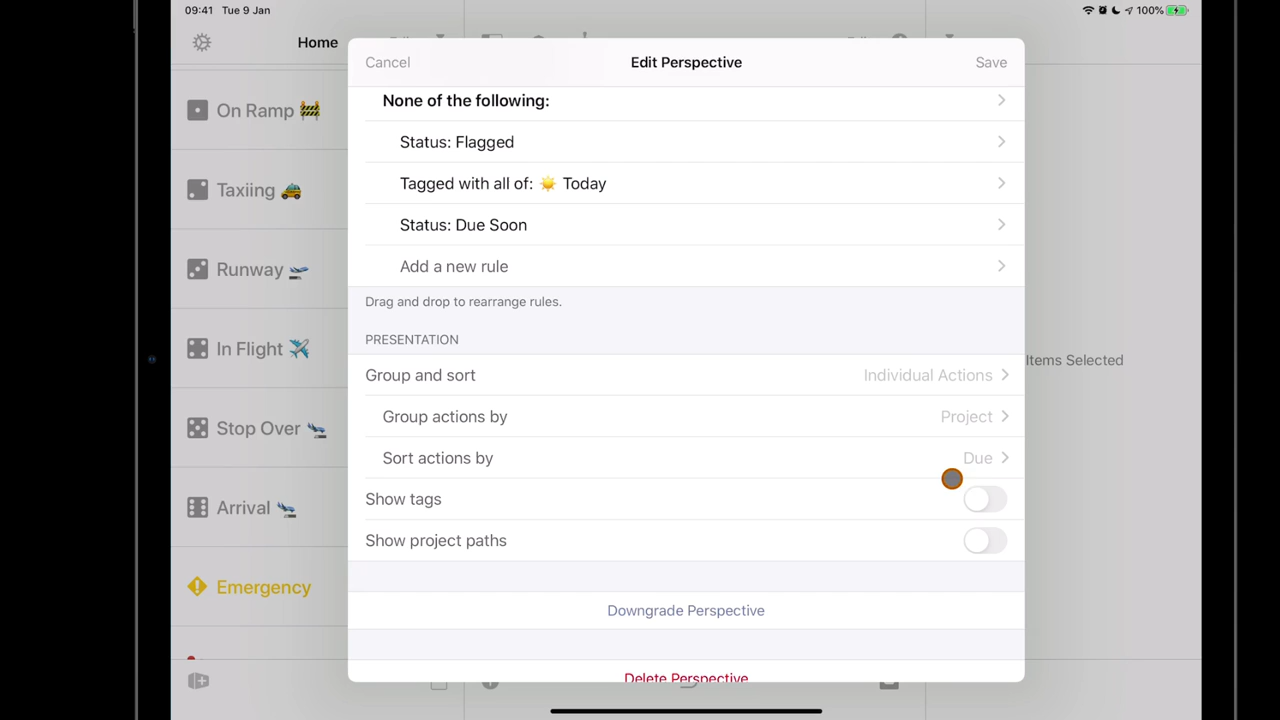 09:41 Tue 9 Jan
100%
Home
Edit Perspective
Cancel
Save
None of the following:
Status: Flagged
Tagged with all of: ☀️ Today
Status: Due Soon
Add a new rule
Drag and drop to rearrange rules.
PRESENTATION
Group and sort Individual Actions
Group actions by Project
Sort actions by Due
Show tags
Show project paths
Downgrade Perspective
Delete Perspective
On Ramp 🚧
Taxiing 🚕
Runway 🛫
In Flight ✈️
Stop Over 🛬
Arrival 🛬
Emergency
Items Selected